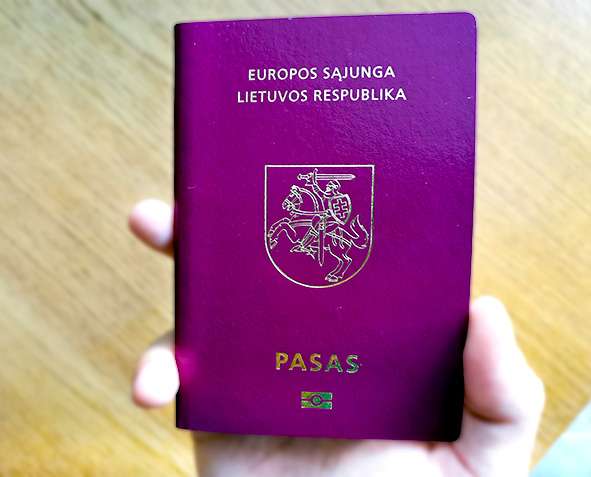 EUROPOS SĄJUNGA
LIETUVOS RESPUBLIKA
PASAS